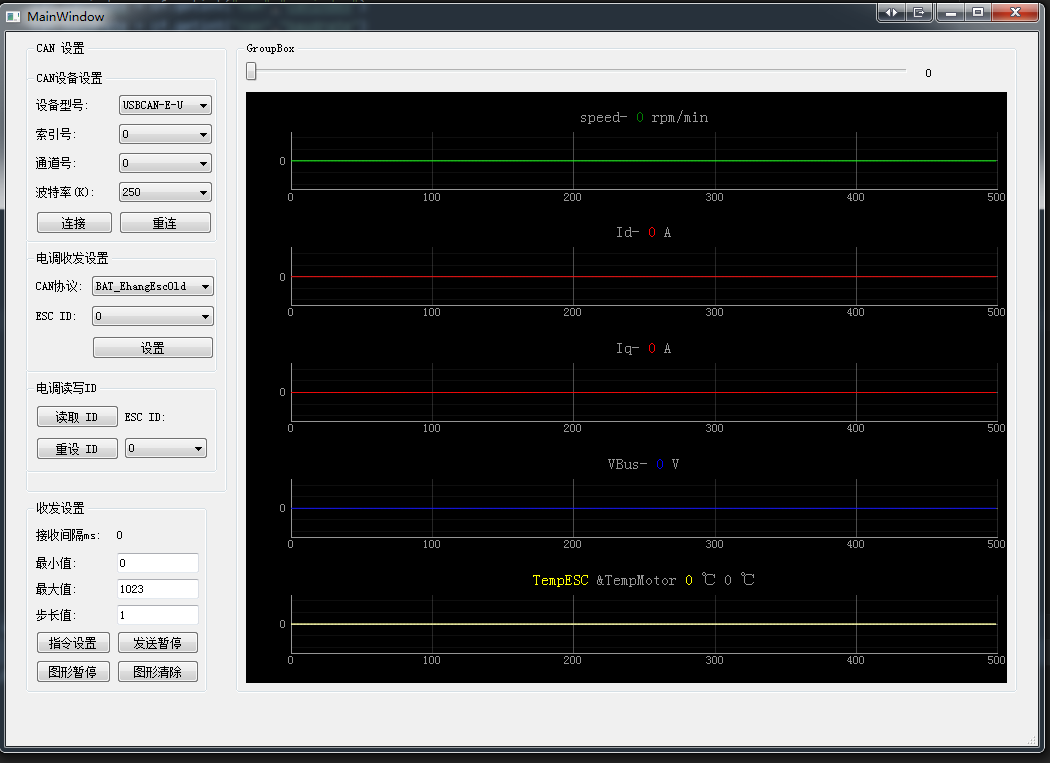 MainWindow
CAN 设置
CAN设备设置
设备型号: USBCAN-E-U
索引号: 0
通道号: 0
波特率(K): 250
连接 重连
电调收发设置
CAN协议: BAT_EhangEscOld
ESC ID: 0
设置
电调读写ID
读取 ID ESC ID:
重设 ID 0
收发设置
接收间隔ms: 0
最小值: 0
最大值: 1023
步长值: 1
指令设置 发送暂停
图形暂停 图形清除
GroupBox
0
speed- 0 rpm/min
0
0 100 200 300 400 500
Id- 0 A
0
0 100 200 300 400 500
Iq- 0 A
0
0 100 200 300 400 500
VBus- 0 V
0
0 100 200 300 400 500
TempESC &TempMotor 0 ℃ 0 ℃
0
0 100 200 300 400 500